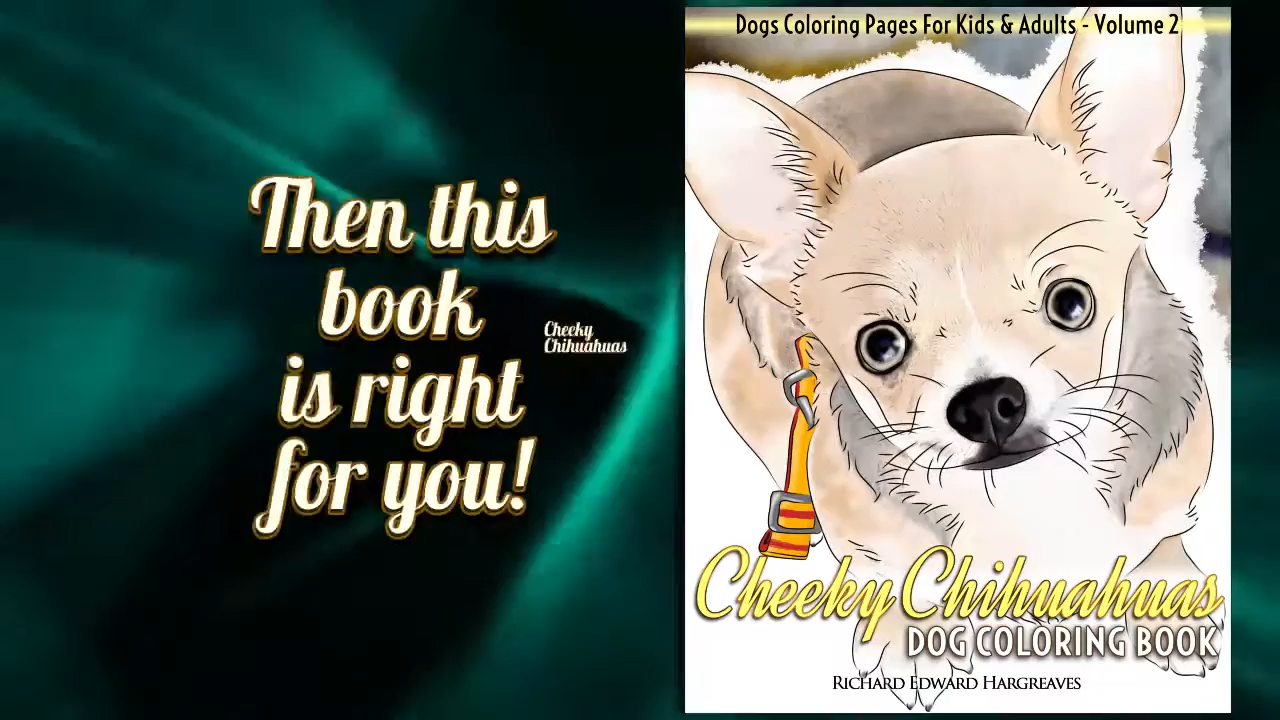 Then this
book
is right
for you!
Cheeky
Chihuahuas
Dogs Coloring Pages For Kids & Adults - Volume 2
Cheeky Chihuahuas
DOG COLORING BOOK
RICHARD EDWARD HARGREAVES